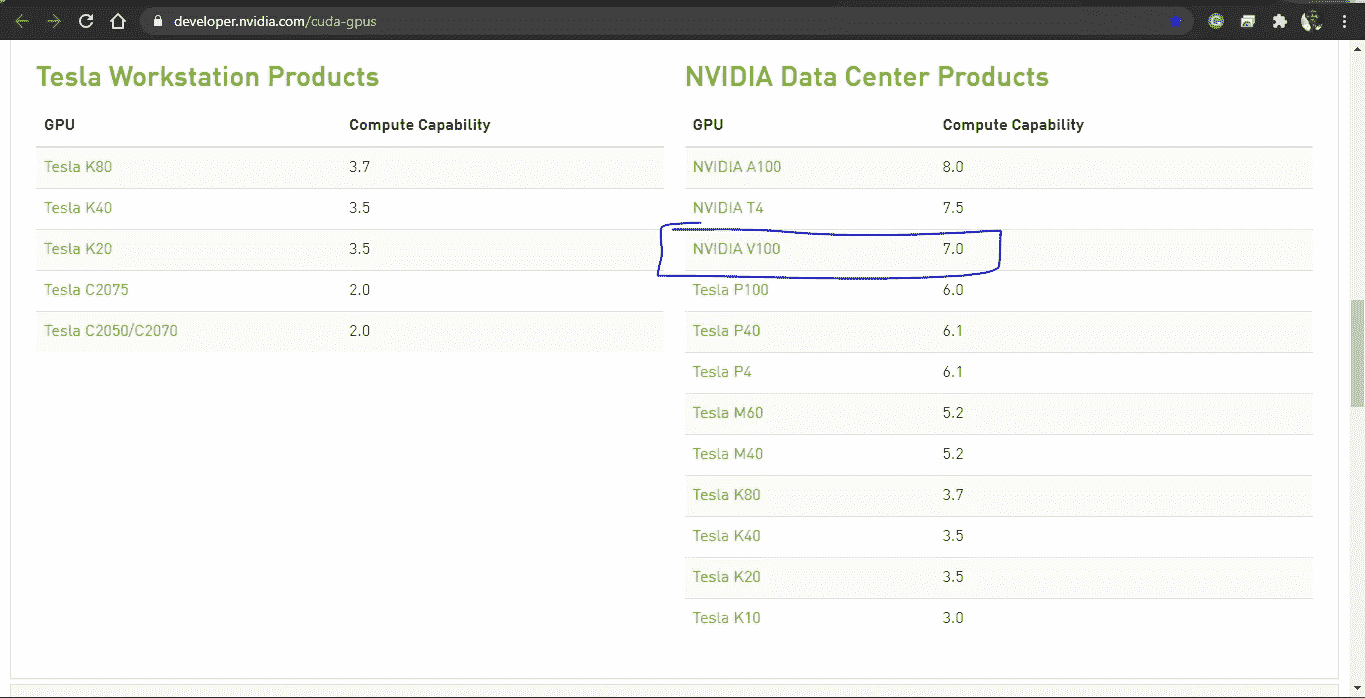 developer.nvidia.com/cuda-gpus
Tesla Workstation Products
GPU Compute Capability
Tesla K80 3.7
Tesla K40 3.5
Tesla K20 3.5
Tesla C2075 2.0
Tesla C2050/C2070 2.0
NVIDIA Data Center Products
GPU Compute Capability
NVIDIA A100 8.0
NVIDIA T4 7.5
NVIDIA V100 7.0
Tesla P100 6.0
Tesla P40 6.1
Tesla P4 6.1
Tesla M60 5.2
Tesla M40 5.2
Tesla K80 3.7
Tesla K40 3.5
Tesla K20 3.5
Tesla K10 3.0